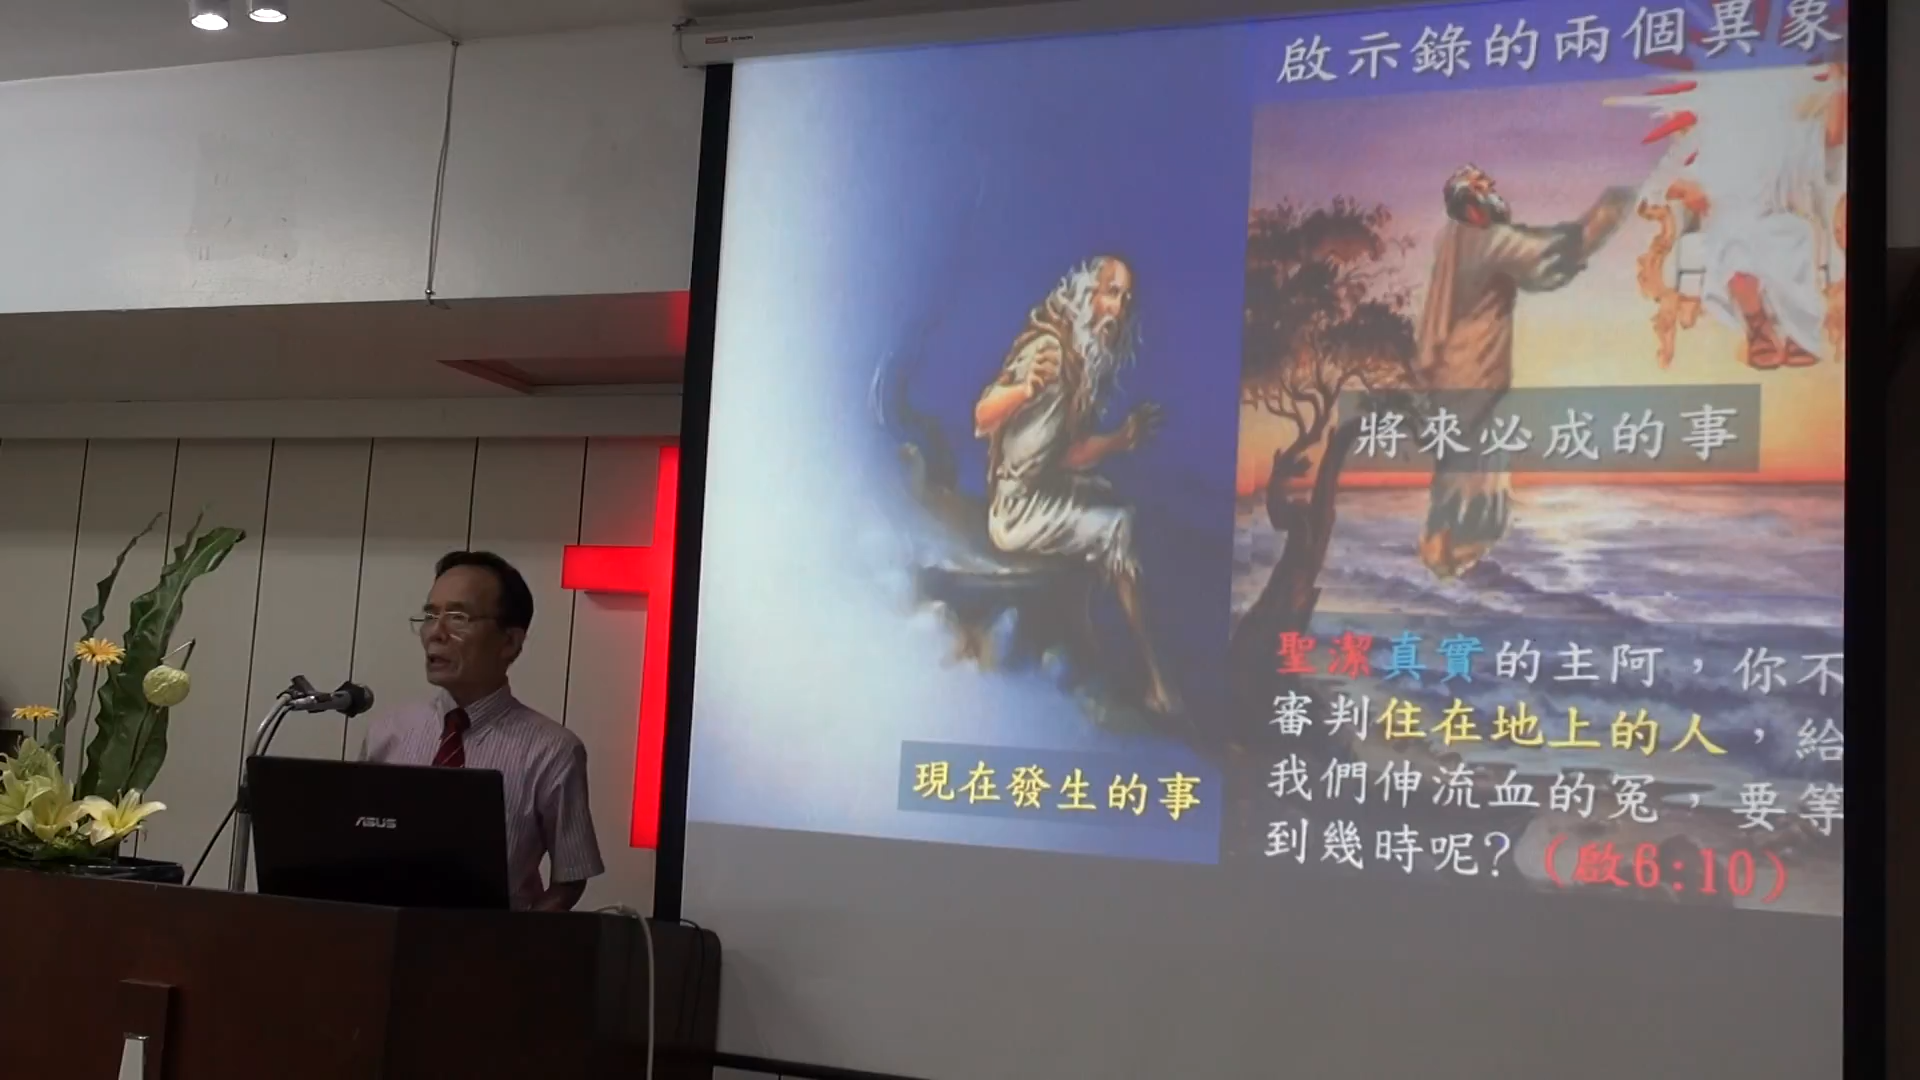 啟示錄的兩個異象
將來必成的事
聖潔真實的主阿，你不
審判住在地上的人，給
我們伸流血的冤，要等
到幾時呢？（啟6:10）
現在發生的事
ASUS